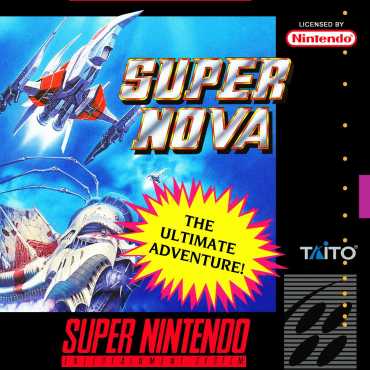 LICENSED BY
Nintendo
SUPER
NOVA
THE
ULTIMATE
ADVENTURE!
TAITO
SUPER NINTENDO
ENTERTAINMENT SYSTEM